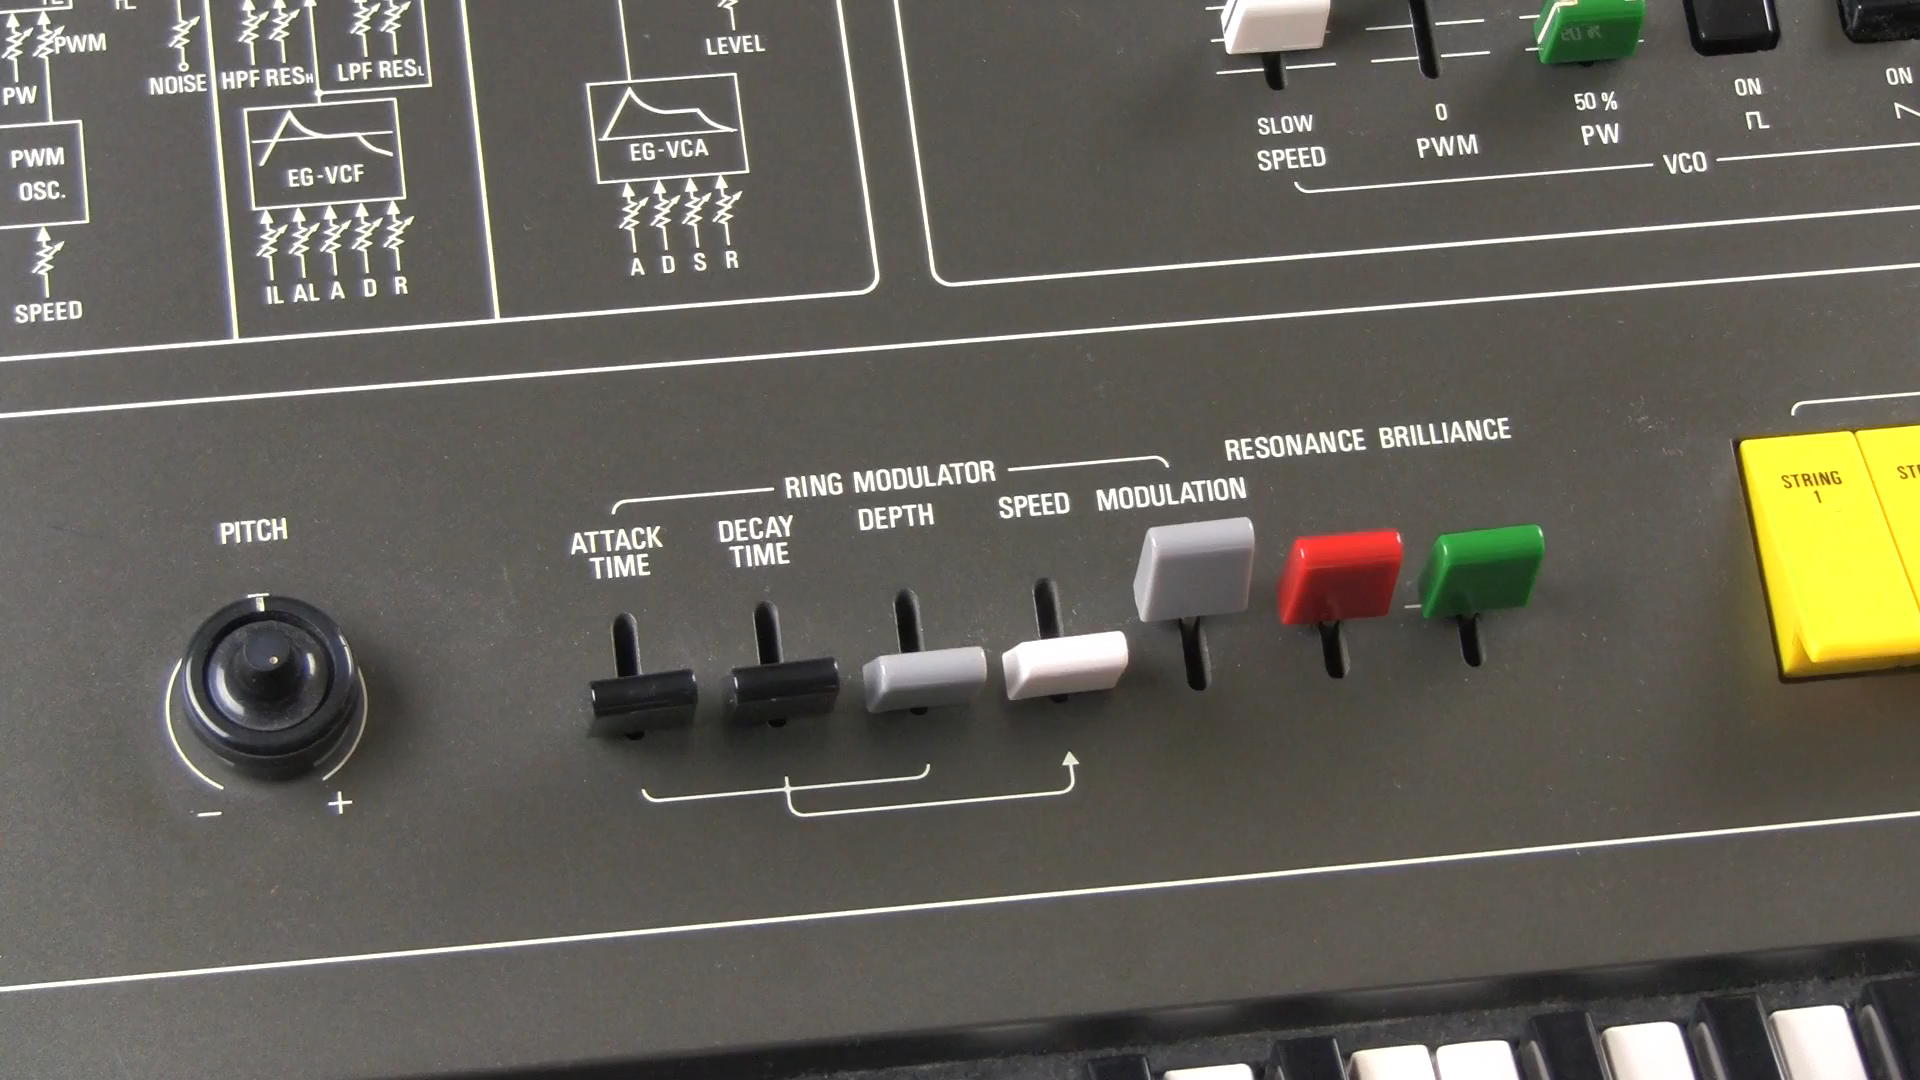 PWM
PW
NOISE
HPF RESH
LPF RESL
LEVEL
PWM
OSC.
EG-VCF
EG-VCA
IL AL A D R
A D S R
SPEED
SLOW
SPEED
0
PWM
50 %
PW
ON
ON
VCO
PITCH
− +
RING MODULATOR
ATTACK
TIME
DECAY
TIME
DEPTH
SPEED
MODULATION
RESONANCE BRILLIANCE
STRING
1